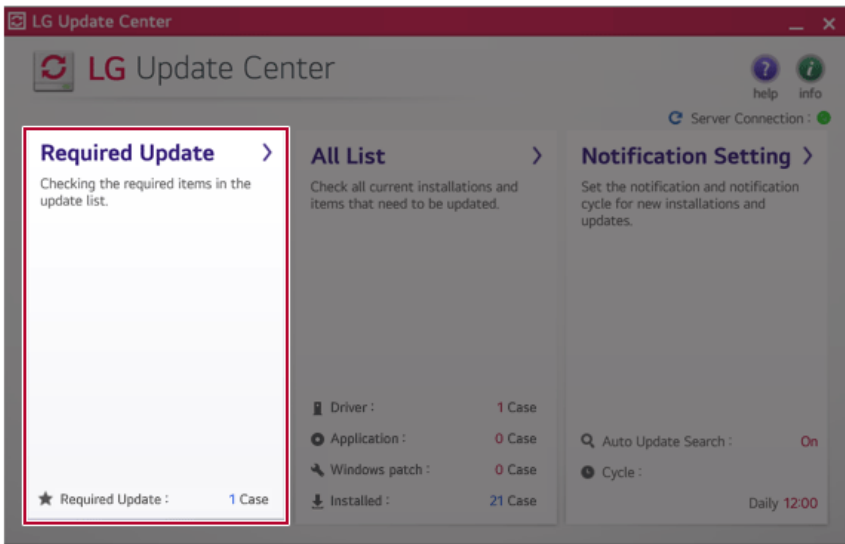 LG Update Center
LG Update Center
help
info
Server Connection :
Required Update
Checking the required items in the
update list.
Required Update : 1 Case
All List
Check all current installations and
items that need to be updated.
Driver : 1 Case
Application : 0 Case
Windows patch : 0 Case
Installed : 21 Case
Notification Setting
Set the notification and notification
cycle for new installations and
updates.
Auto Update Search : On
Cycle :
Daily 12:00